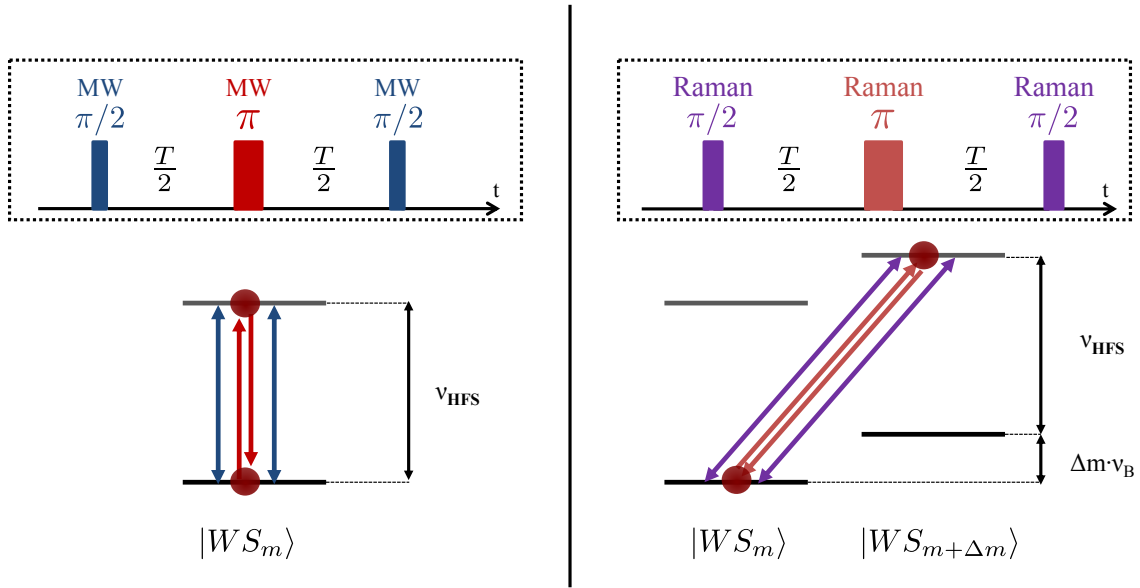 MW MW MW
π/2 π π/2
T/2 T/2
t
ν_HFS
|WS_m⟩
Raman Raman Raman
π/2 π π/2
T/2 T/2
t
ν_HFS
Δm·ν_B
|WS_m⟩ |WS_{m+Δm}⟩